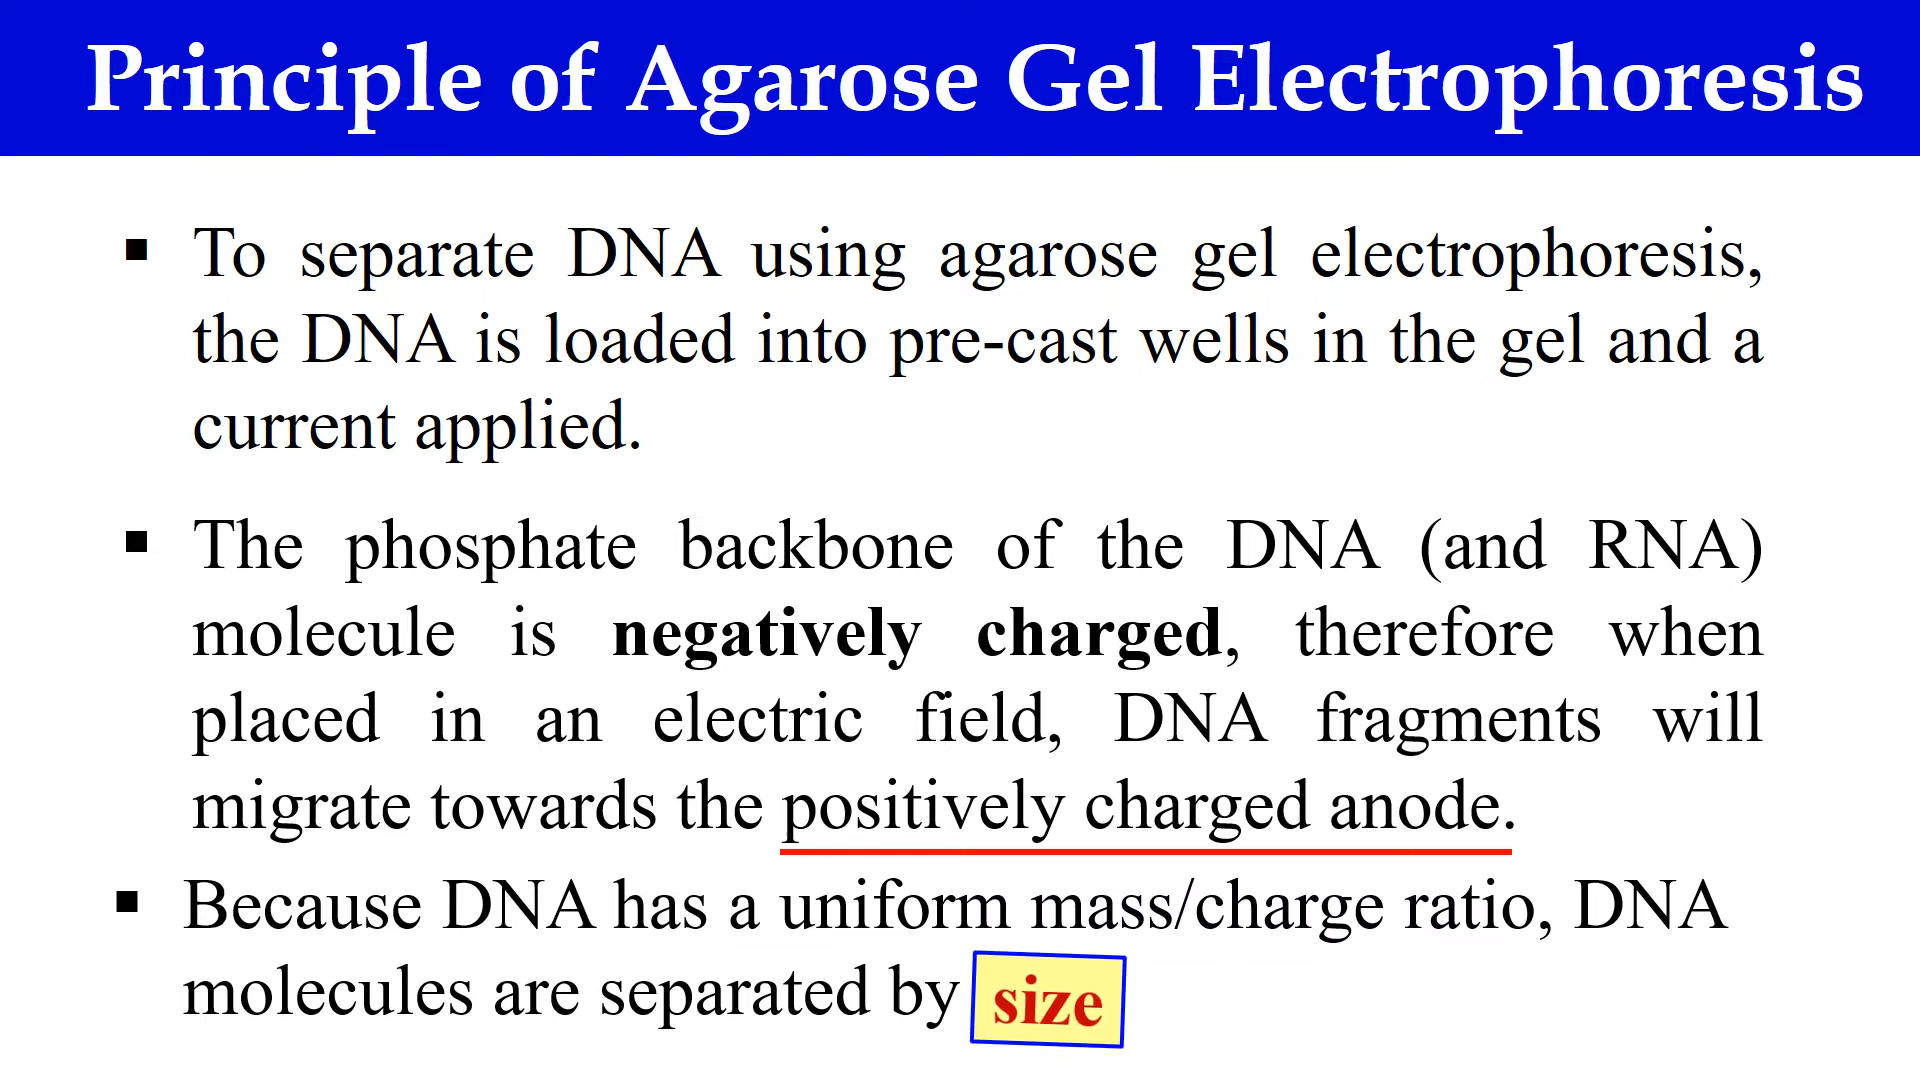 Principle of Agarose Gel Electrophoresis
▪ To separate DNA using agarose gel electrophoresis,
the DNA is loaded into pre-cast wells in the gel and a
current applied.
▪ The phosphate backbone of the DNA (and RNA)
molecule is negatively charged, therefore when
placed in an electric field, DNA fragments will
migrate towards the positively charged anode.
▪ Because DNA has a uniform mass/charge ratio, DNA
molecules are separated by size